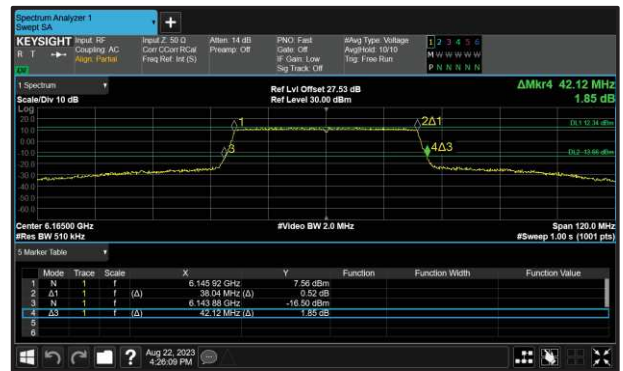 Spectrum Analyzer 1
Swept SA
+
KEYSIGHT Input: RF Input Z: 50 Ω Atten: 14 dB PNO: Fast #Avg Type: Voltage 1 2 3 4 5 6
R T Coupling: AC Corr CCorr RCal Preamp: Off Gate: Off Avg|Hold: 10/10 M W W W W W
Align: Partial Freq Ref: Int (S) IF Gain: Low Trig: Free Run
Sig Track: Off P N N N N N
1 Spectrum Ref Lvl Offset 27.53 dB ΔMkr4 42.12 MHz
Scale/Div 10 dB Ref Level 30.00 dBm 1.85 dB
Log
20.0
10.0
0.00
-10.0
-20.0
-30.0
-40.0
-50.0
-60.0
1 2Δ1 DL1 12.34 dBm
3 4Δ3 DL2 -13.66 dBm
Center 6.16500 GHz #Video BW 2.0 MHz Span 120.0 MHz
#Res BW 510 kHz #Sweep 1.00 s (1001 pts)
5 Marker Table
Mode Trace Scale X Y Function Function Width Function Value
1 N 1 f 6.145 92 GHz 7.56 dBm
2 Δ1 1 f (Δ) 38.04 MHz (Δ) 0.52 dB
3 N 1 f 6.143 88 GHz -16.50 dBm
4 Δ3 1 f (Δ) 42.12 MHz (Δ) 1.85 dB
5
6
? Aug 22, 2023
4:26:09 PM